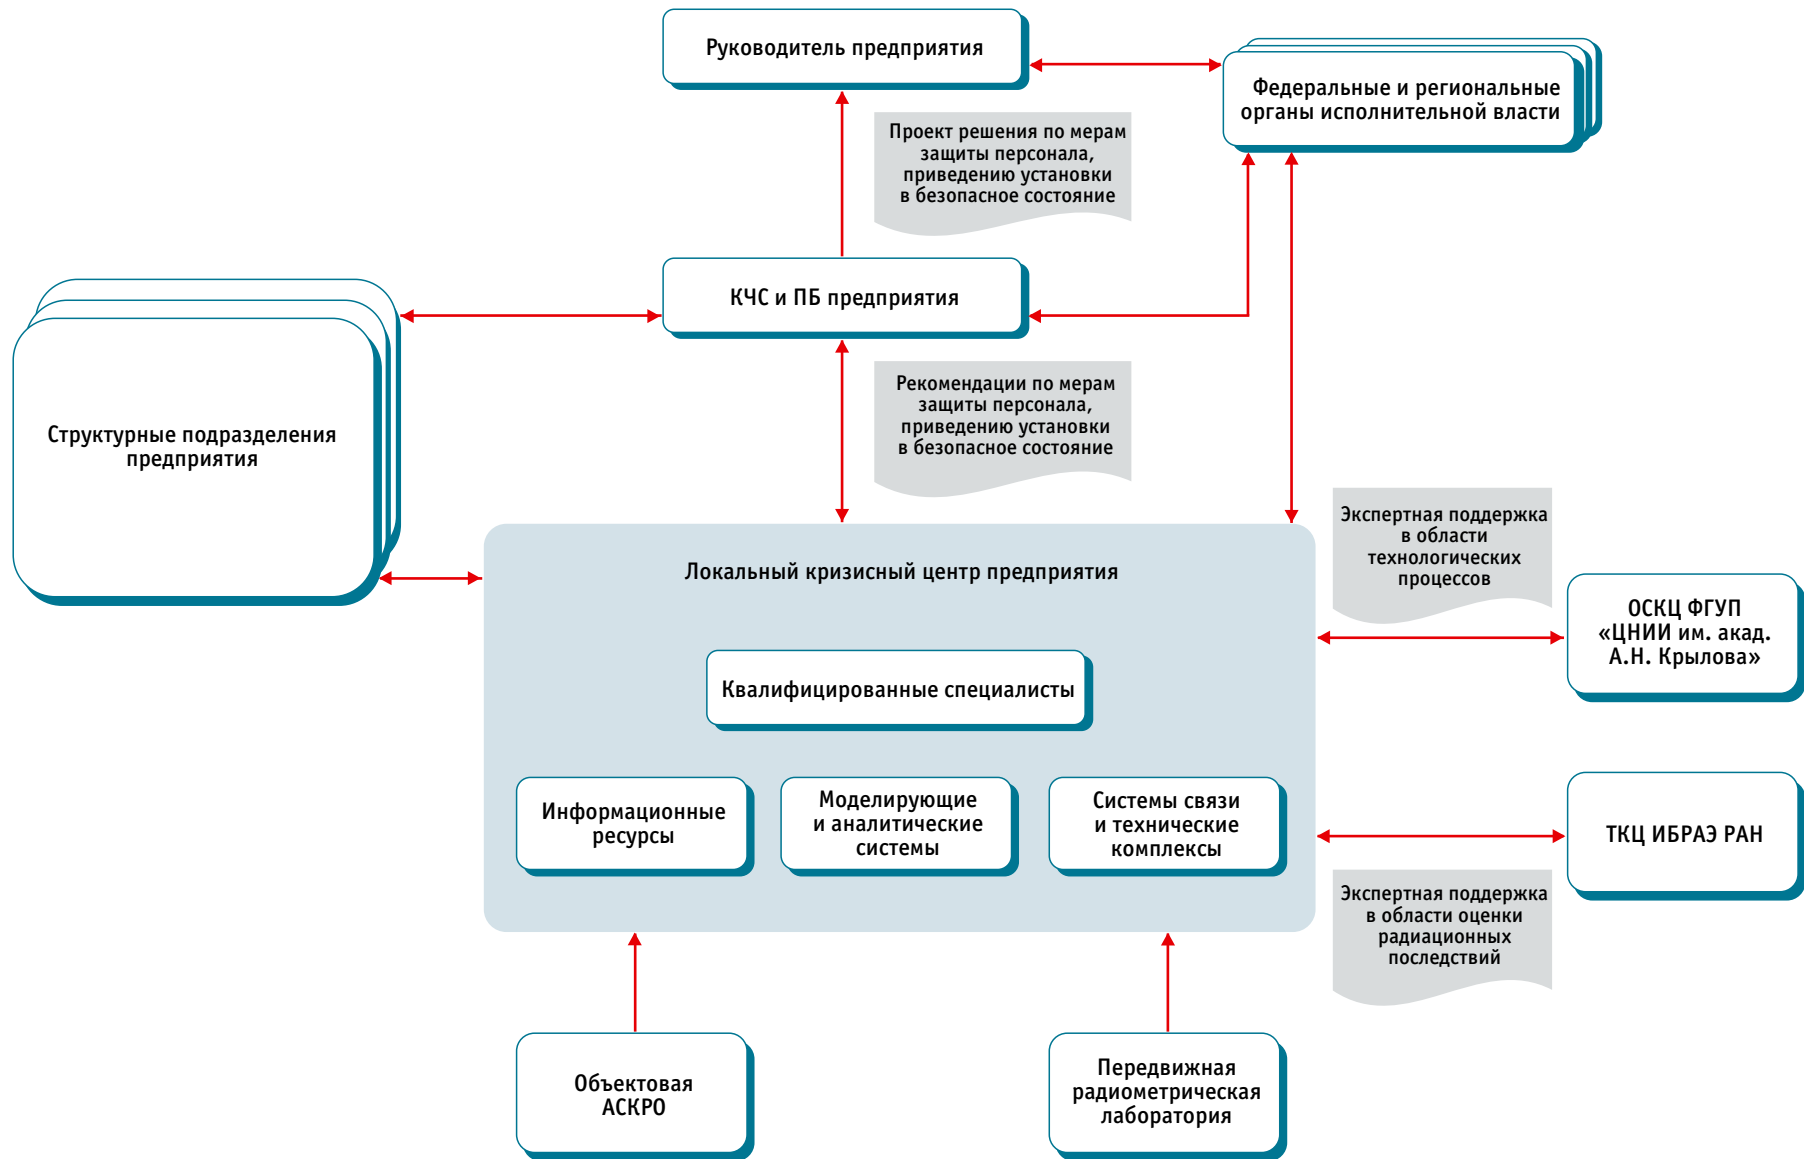 Руководитель предприятия
Федеральные и региональные
органы исполнительной власти
Проект решения по мерам
защиты персонала,
приведению установки
в безопасное состояние
КЧС и ПБ предприятия
Рекомендации по мерам
защиты персонала,
приведению установки
в безопасное состояние
Структурные подразделения
предприятия
Локальный кризисный центр предприятия
Экспертная поддержка
в области
технологических
процессов
ОСКЦ ФГУП
«ЦНИИ им. акад.
А.Н. Крылова»
Квалифицированные специалисты
Информационные
ресурсы
Моделирующие
и аналитические
системы
Системы связи
и технические
комплексы
ТКЦ ИБРАЭ РАН
Экспертная поддержка
в области оценки
радиационных
последствий
Объектовая
АСКРО
Передвижная
радиометрическая
лаборатория